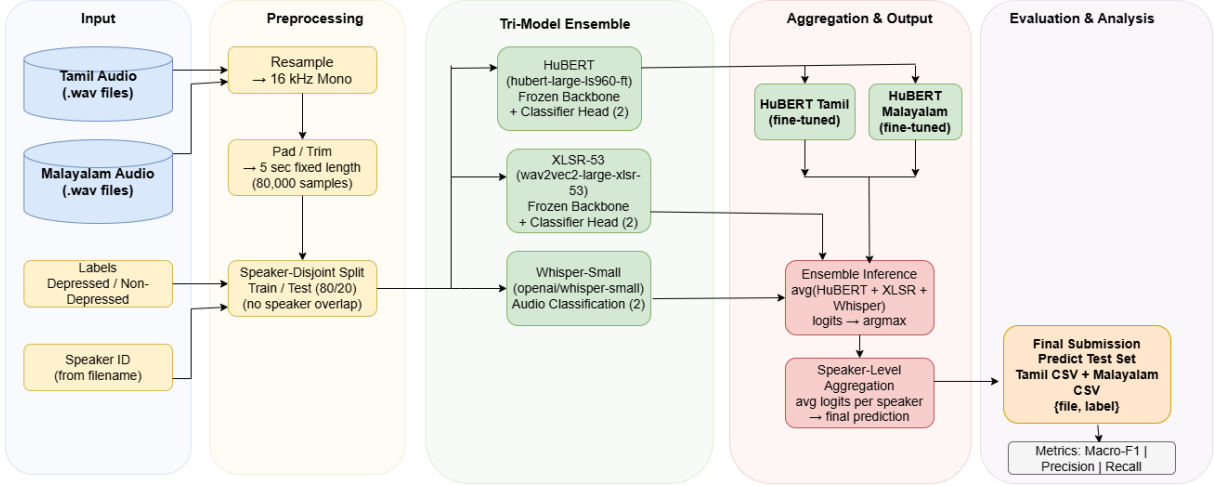 Input
Tamil Audio
(.wav files)
Malayalam Audio
(.wav files)
Labels
Depressed / Non-
Depressed
Speaker ID
(from filename)
Preprocessing
Resample
→ 16 kHz Mono
Pad / Trim
→ 5 sec fixed length
(80,000 samples)
Speaker-Disjoint Split
Train / Test (80/20)
(no speaker overlap)
Tri-Model Ensemble
HuBERT
(hubert-large-ls960-ft)
Frozen Backbone
+ Classifier Head (2)
XLSR-53
(wav2vec2-large-xlsr-
53)
Frozen Backbone
+ Classifier Head (2)
Whisper-Small
(openai/whisper-small)
Audio Classification (2)
Aggregation & Output
HuBERT Tamil
(fine-tuned)
HuBERT
Malayalam
(fine-tuned)
Ensemble Inference
avg(HuBERT + XLSR +
Whisper)
logits → argmax
Speaker-Level
Aggregation
avg logits per speaker
→ final prediction
Evaluation & Analysis
Final Submission
Predict Test Set
Tamil CSV + Malayalam
CSV
{file, label}
Metrics: Macro-F1 |
Precision | Recall